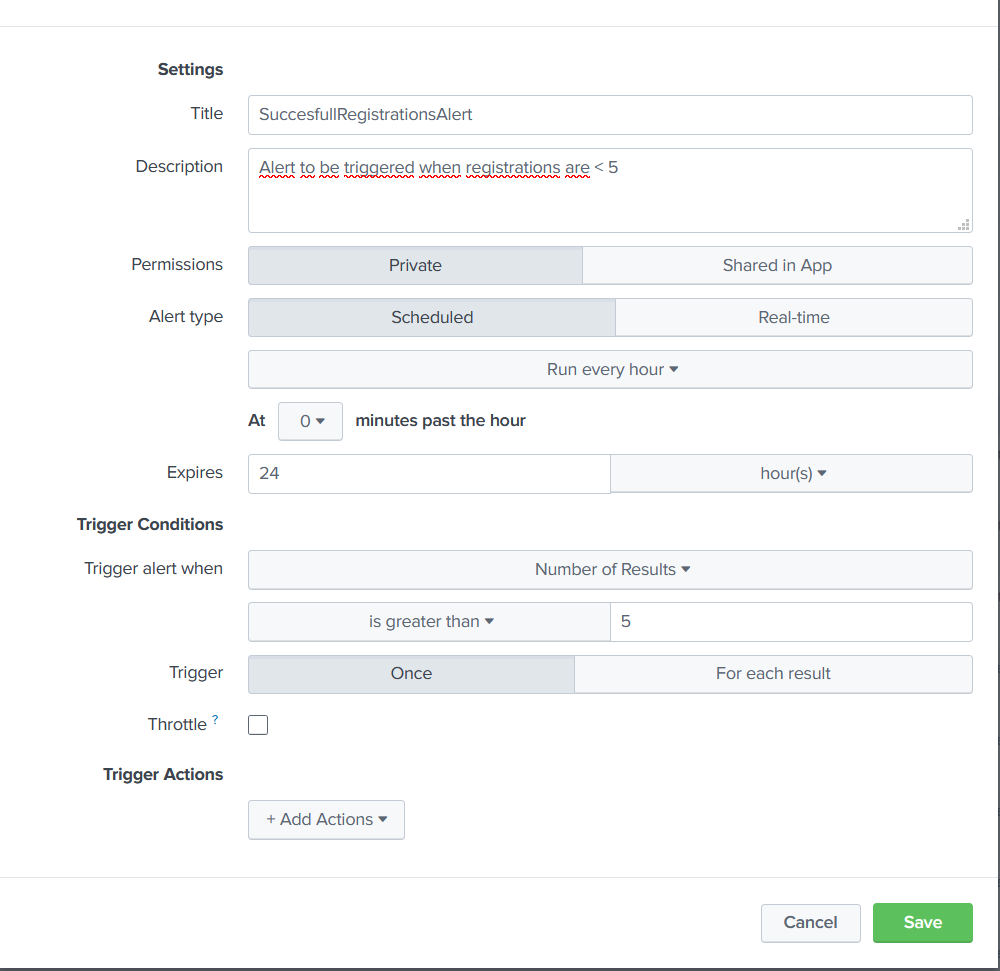 Settings
Title SuccesfullRegistrationsAlert
Description Alert to be triggered when registrations are < 5
Permissions Private Shared in App
Alert type Scheduled Real-time
Run every hour ▾
At 0 ▾ minutes past the hour
Expires 24 hour(s) ▾
Trigger Conditions
Trigger alert when Number of Results ▾
is greater than ▾ 5
Trigger Once For each result
Throttle ?
Trigger Actions
+ Add Actions ▾
Cancel Save